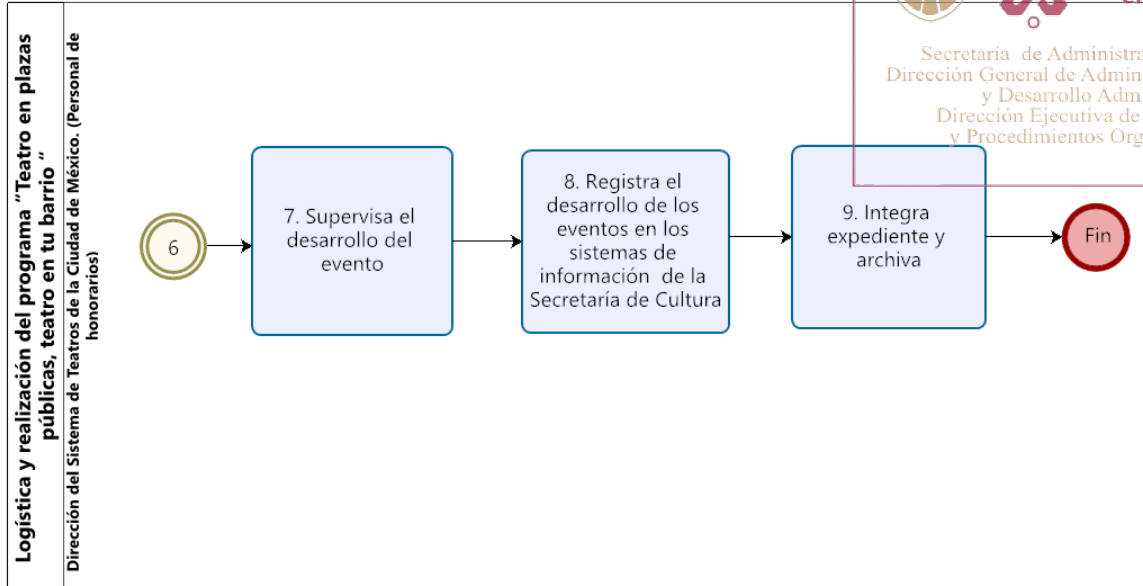 Logística y realización del programa "Teatro en plazas
públicas, teatro en tu barrio"
Dirección del Sistema de Teatros de la Ciudad de México. (Personal de
honorarios)
Secretaría de Administra
Dirección General de Admin
y Desarrollo Adm
Dirección Ejecutiva de
y Procedimientos Org
6
7. Supervisa el
desarrollo del
evento
8. Registra el
desarrollo de los
eventos en los
sistemas de
información de la
Secretaría de Cultura
9. Integra
expediente y
archiva
Fin